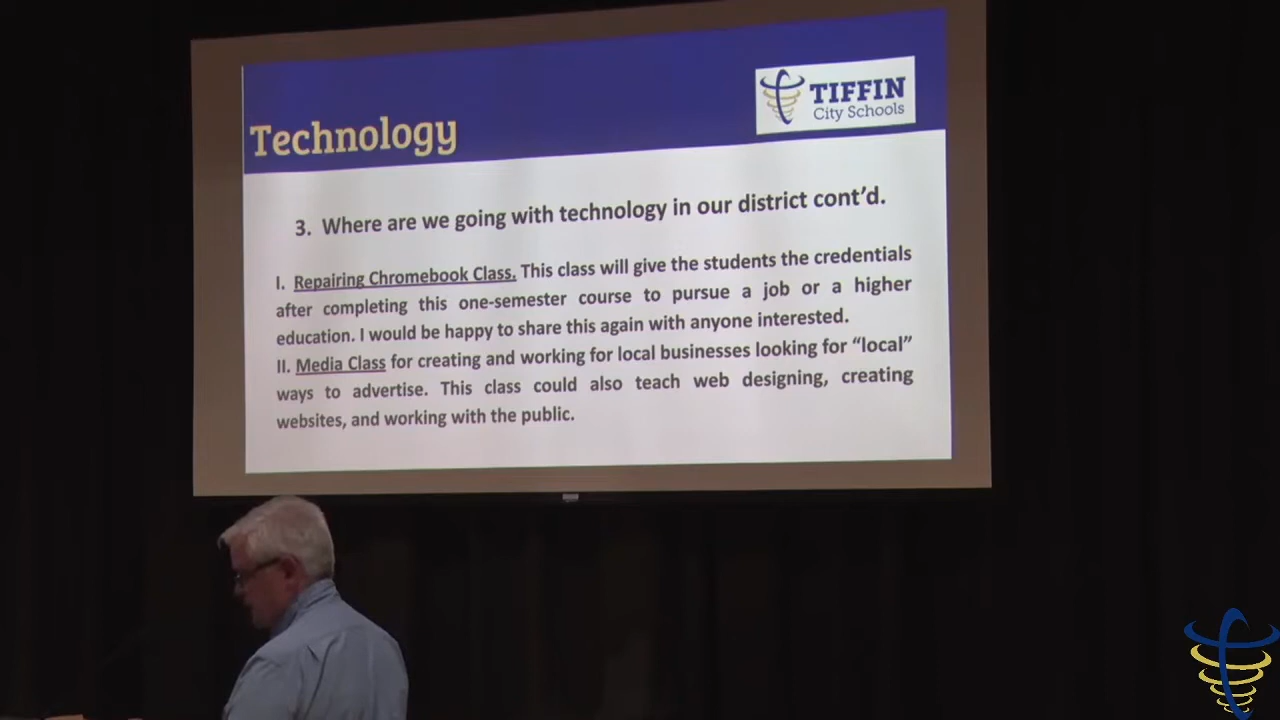 TIFFIN
City Schools
Technology
3. Where are we going with technology in our district cont’d.
I. Repairing Chromebook Class. This class will give the students the credentials
after completing this one-semester course to pursue a job or a higher
education. I would be happy to share this again with anyone interested.
II. Media Class for creating and working for local businesses looking for “local”
ways to advertise. This class could also teach web designing, creating
websites, and working with the public.